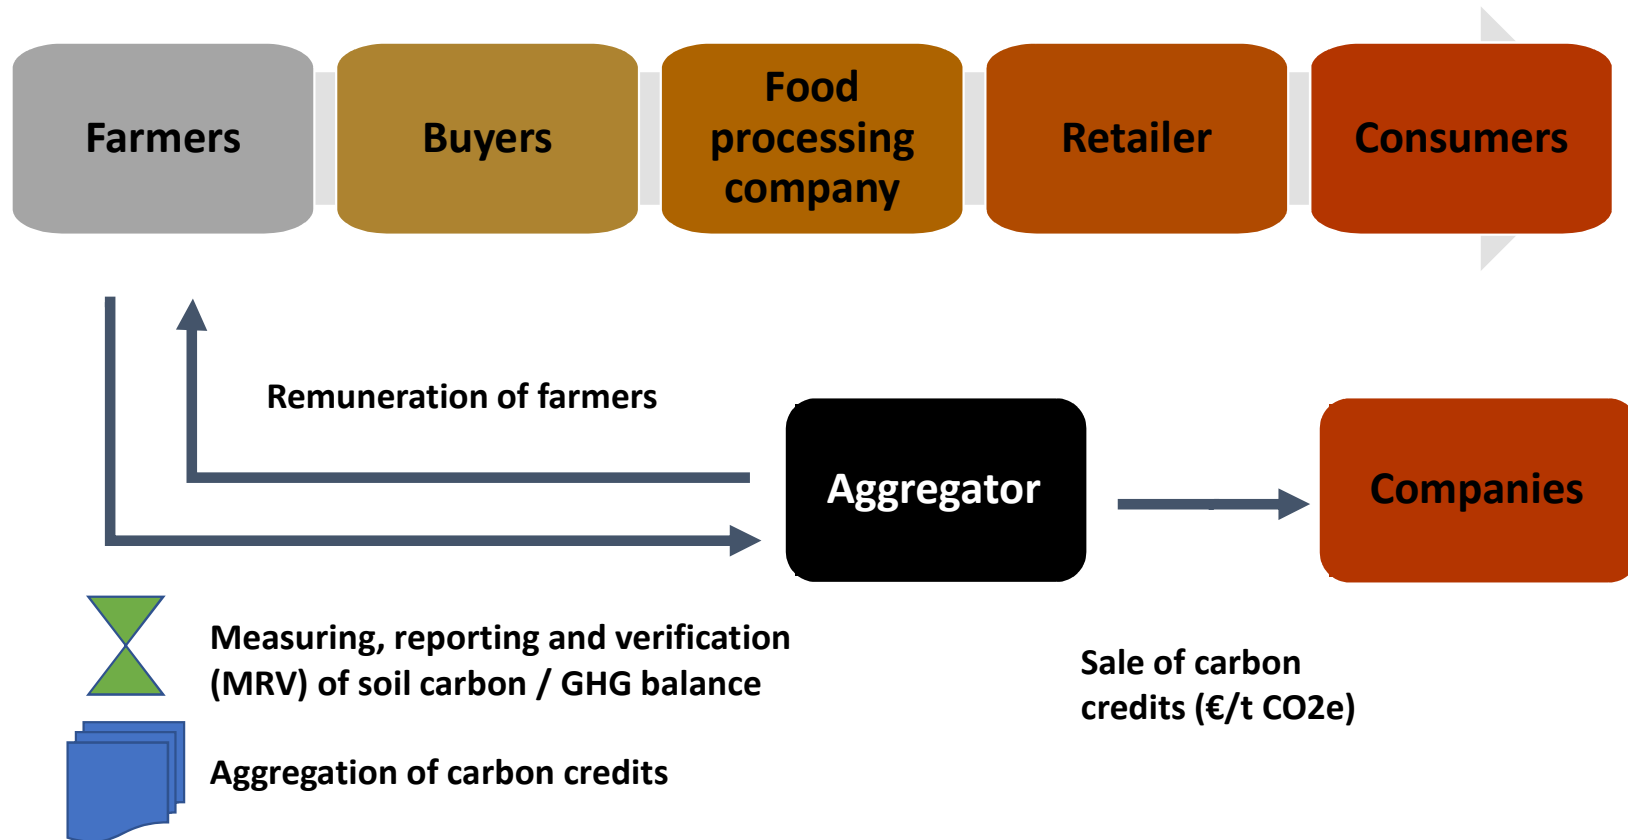 Farmers
Buyers
Food
processing
company
Retailer
Consumers
Remuneration of farmers
Aggregator
Companies
Measuring, reporting and verification
(MRV) of soil carbon / GHG balance
Sale of carbon
credits (€/t CO2e)
Aggregation of carbon credits